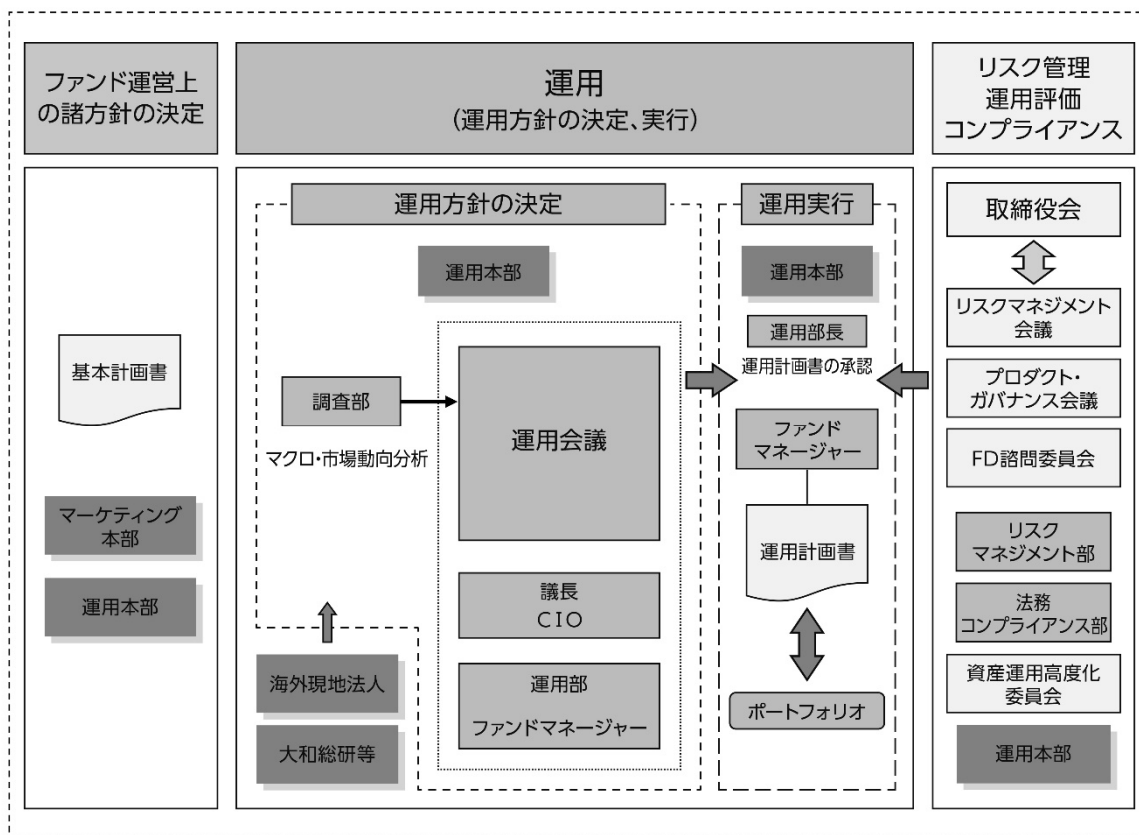 ファンド運営上
の諸方針の決定
運用
(運用方針の決定、実行)
リスク管理
運用評価
コンプライアンス
基本計画書
マーケティング
本部
運用本部
運用方針の決定
運用本部
調査部
マクロ・市場動向分析
運用会議
議長
CIO
運用部
ファンドマネージャー
海外現地法人
大和総研等
運用実行
運用本部
運用部長
運用計画書の承認
ファンド
マネージャー
運用計画書
ポートフォリオ
取締役会
リスクマネジメント
会議
プロダクト・
ガバナンス会議
FD諮問委員会
リスク
マネジメント部
法務
コンプライアンス部
資産運用高度化
委員会
運用本部